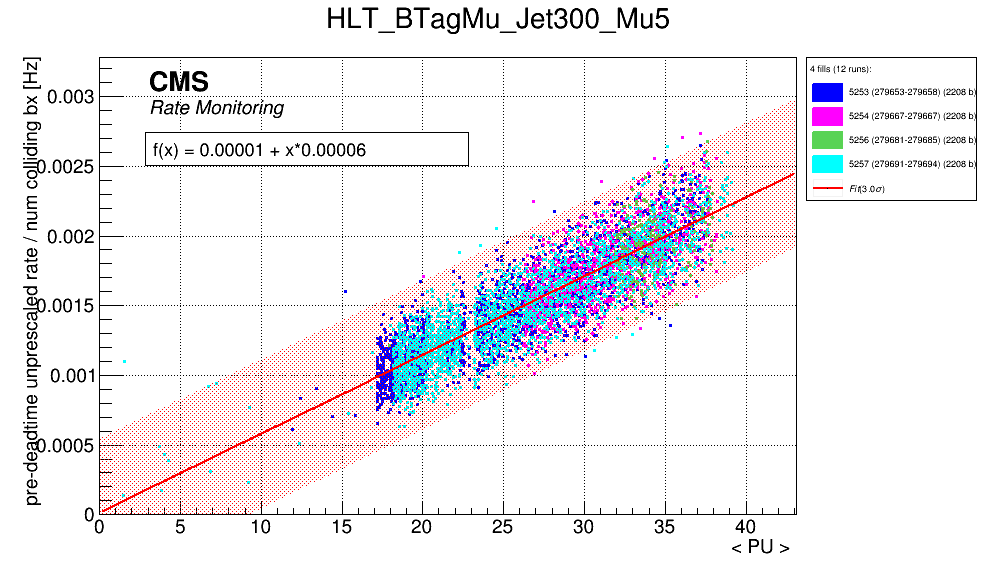 HLT_BTagMu_Jet300_Mu5
pre-deadtime unprescaled rate / num colliding bx [Hz]
CMS
Rate Monitoring
f(x) = 0.00001 + x*0.00006
0.003
0.0025
0.002
0.0015
0.001
0.0005
0
0 5 10 15 20 25 30 35 40
< PU >
4 fills (12 runs):
5253 (279653-279658) (2208 b)
5254 (279667-279667) (2208 b)
5256 (279681-279685) (2208 b)
5257 (279691-279694) (2208 b)
Fit(3.0σ)